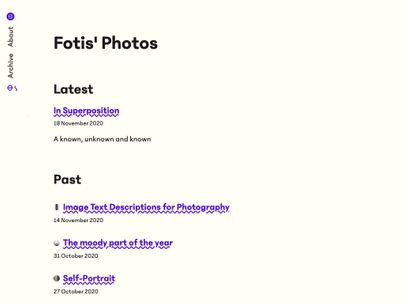 About
Archive
Fotis' Photos
Latest
In Superposition
18 November 2020
A known, unknown and known
Past
Image Text Descriptions for Photography
14 November 2020
The moody part of the year
31 October 2020
Self-Portrait
27 October 2020